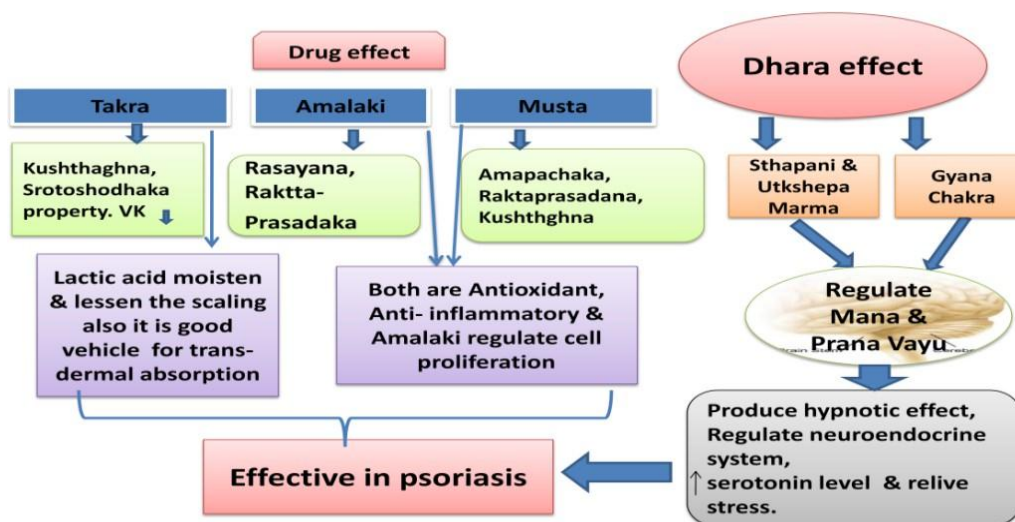 Drug effect
Takra
Amalaki
Musta
Kushthaghna,
Srotoshodhaka
property. VK
Rasayana,
Raktta-
Prasadaka
Amapachaka,
Raktaprasadana,
Kushthghna
Lactic acid moisten
& lessen the scaling
also it is good
vehicle for trans-
dermal absorption
Both are Antioxidant,
Anti- inflammatory &
Amalaki regulate cell
proliferation
Effective in psoriasis
Dhara effect
Sthapani &
Utkshepa
Marma
Gyana
Chakra
Regulate
Mana &
Prana Vayu
Produce hypnotic effect,
Regulate neuroendocrine
system,
↑ serotonin level & relive
stress.